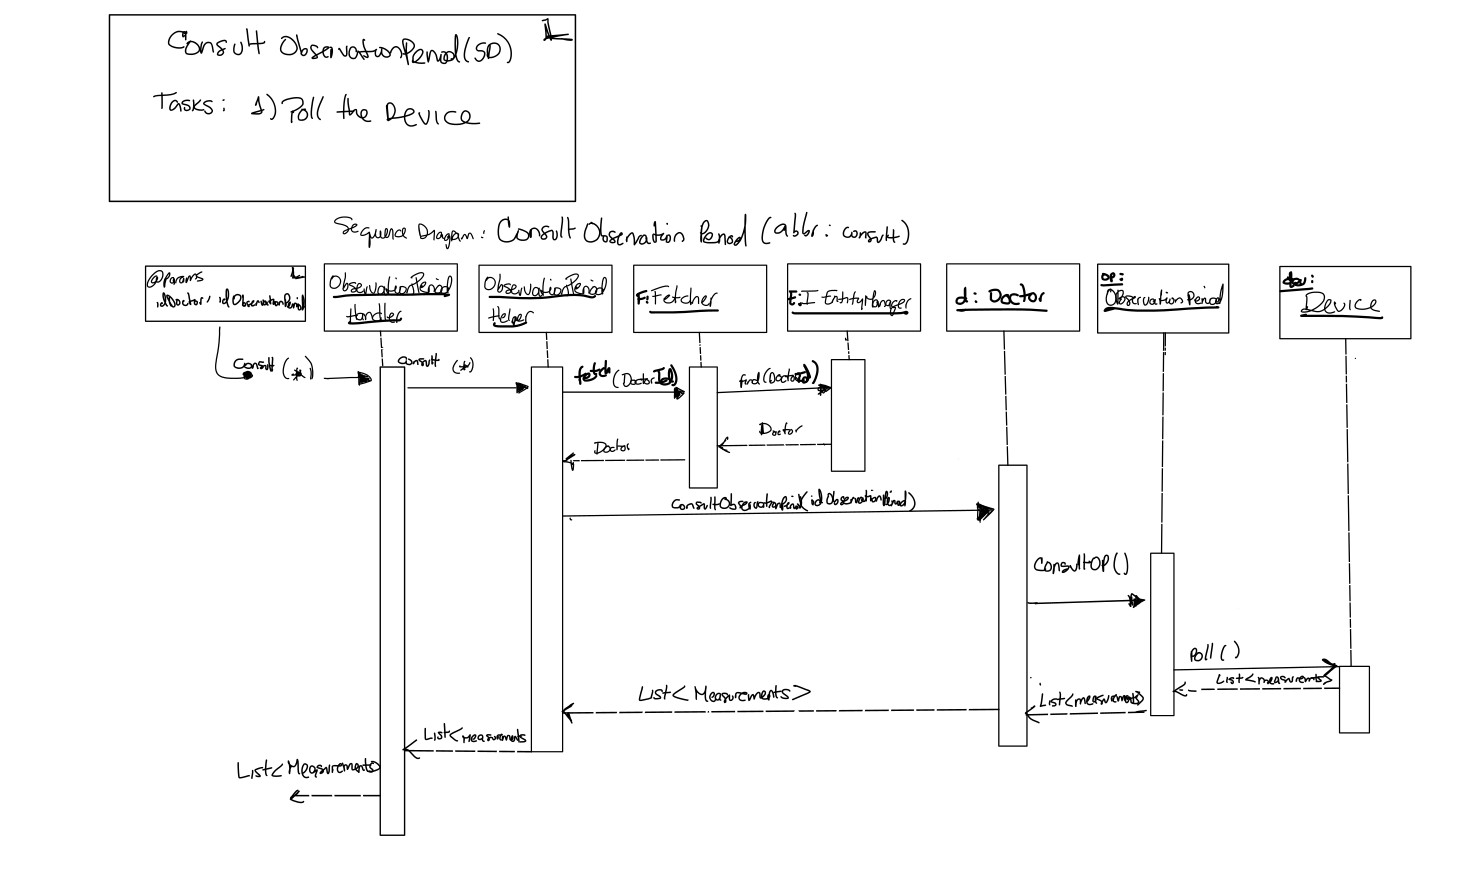 Consult ObservationPeriod(SD)
Tasks: 1) Poll the Device
Sequence Diagram: Consult Observation Period (abbr: consult)
@Params
idDoctor, idObservationPeriod
ObservationPeriod
Handler
ObservationPeriod
Helper
F:Fetcher
E:IEntityManager
d: Doctor
op:
ObservationPeriod
dev:
Device
Consult (*)
consult (*)
fetch (DoctorId)
find(DoctorId)
Doctor
Doctor
ConsultObservationPeriod(idObservationPeriod)
ConsultOP()
Poll()
List<measurements>
List<measurements>
List<Measurements>
List<Measurements
List<Measurements>